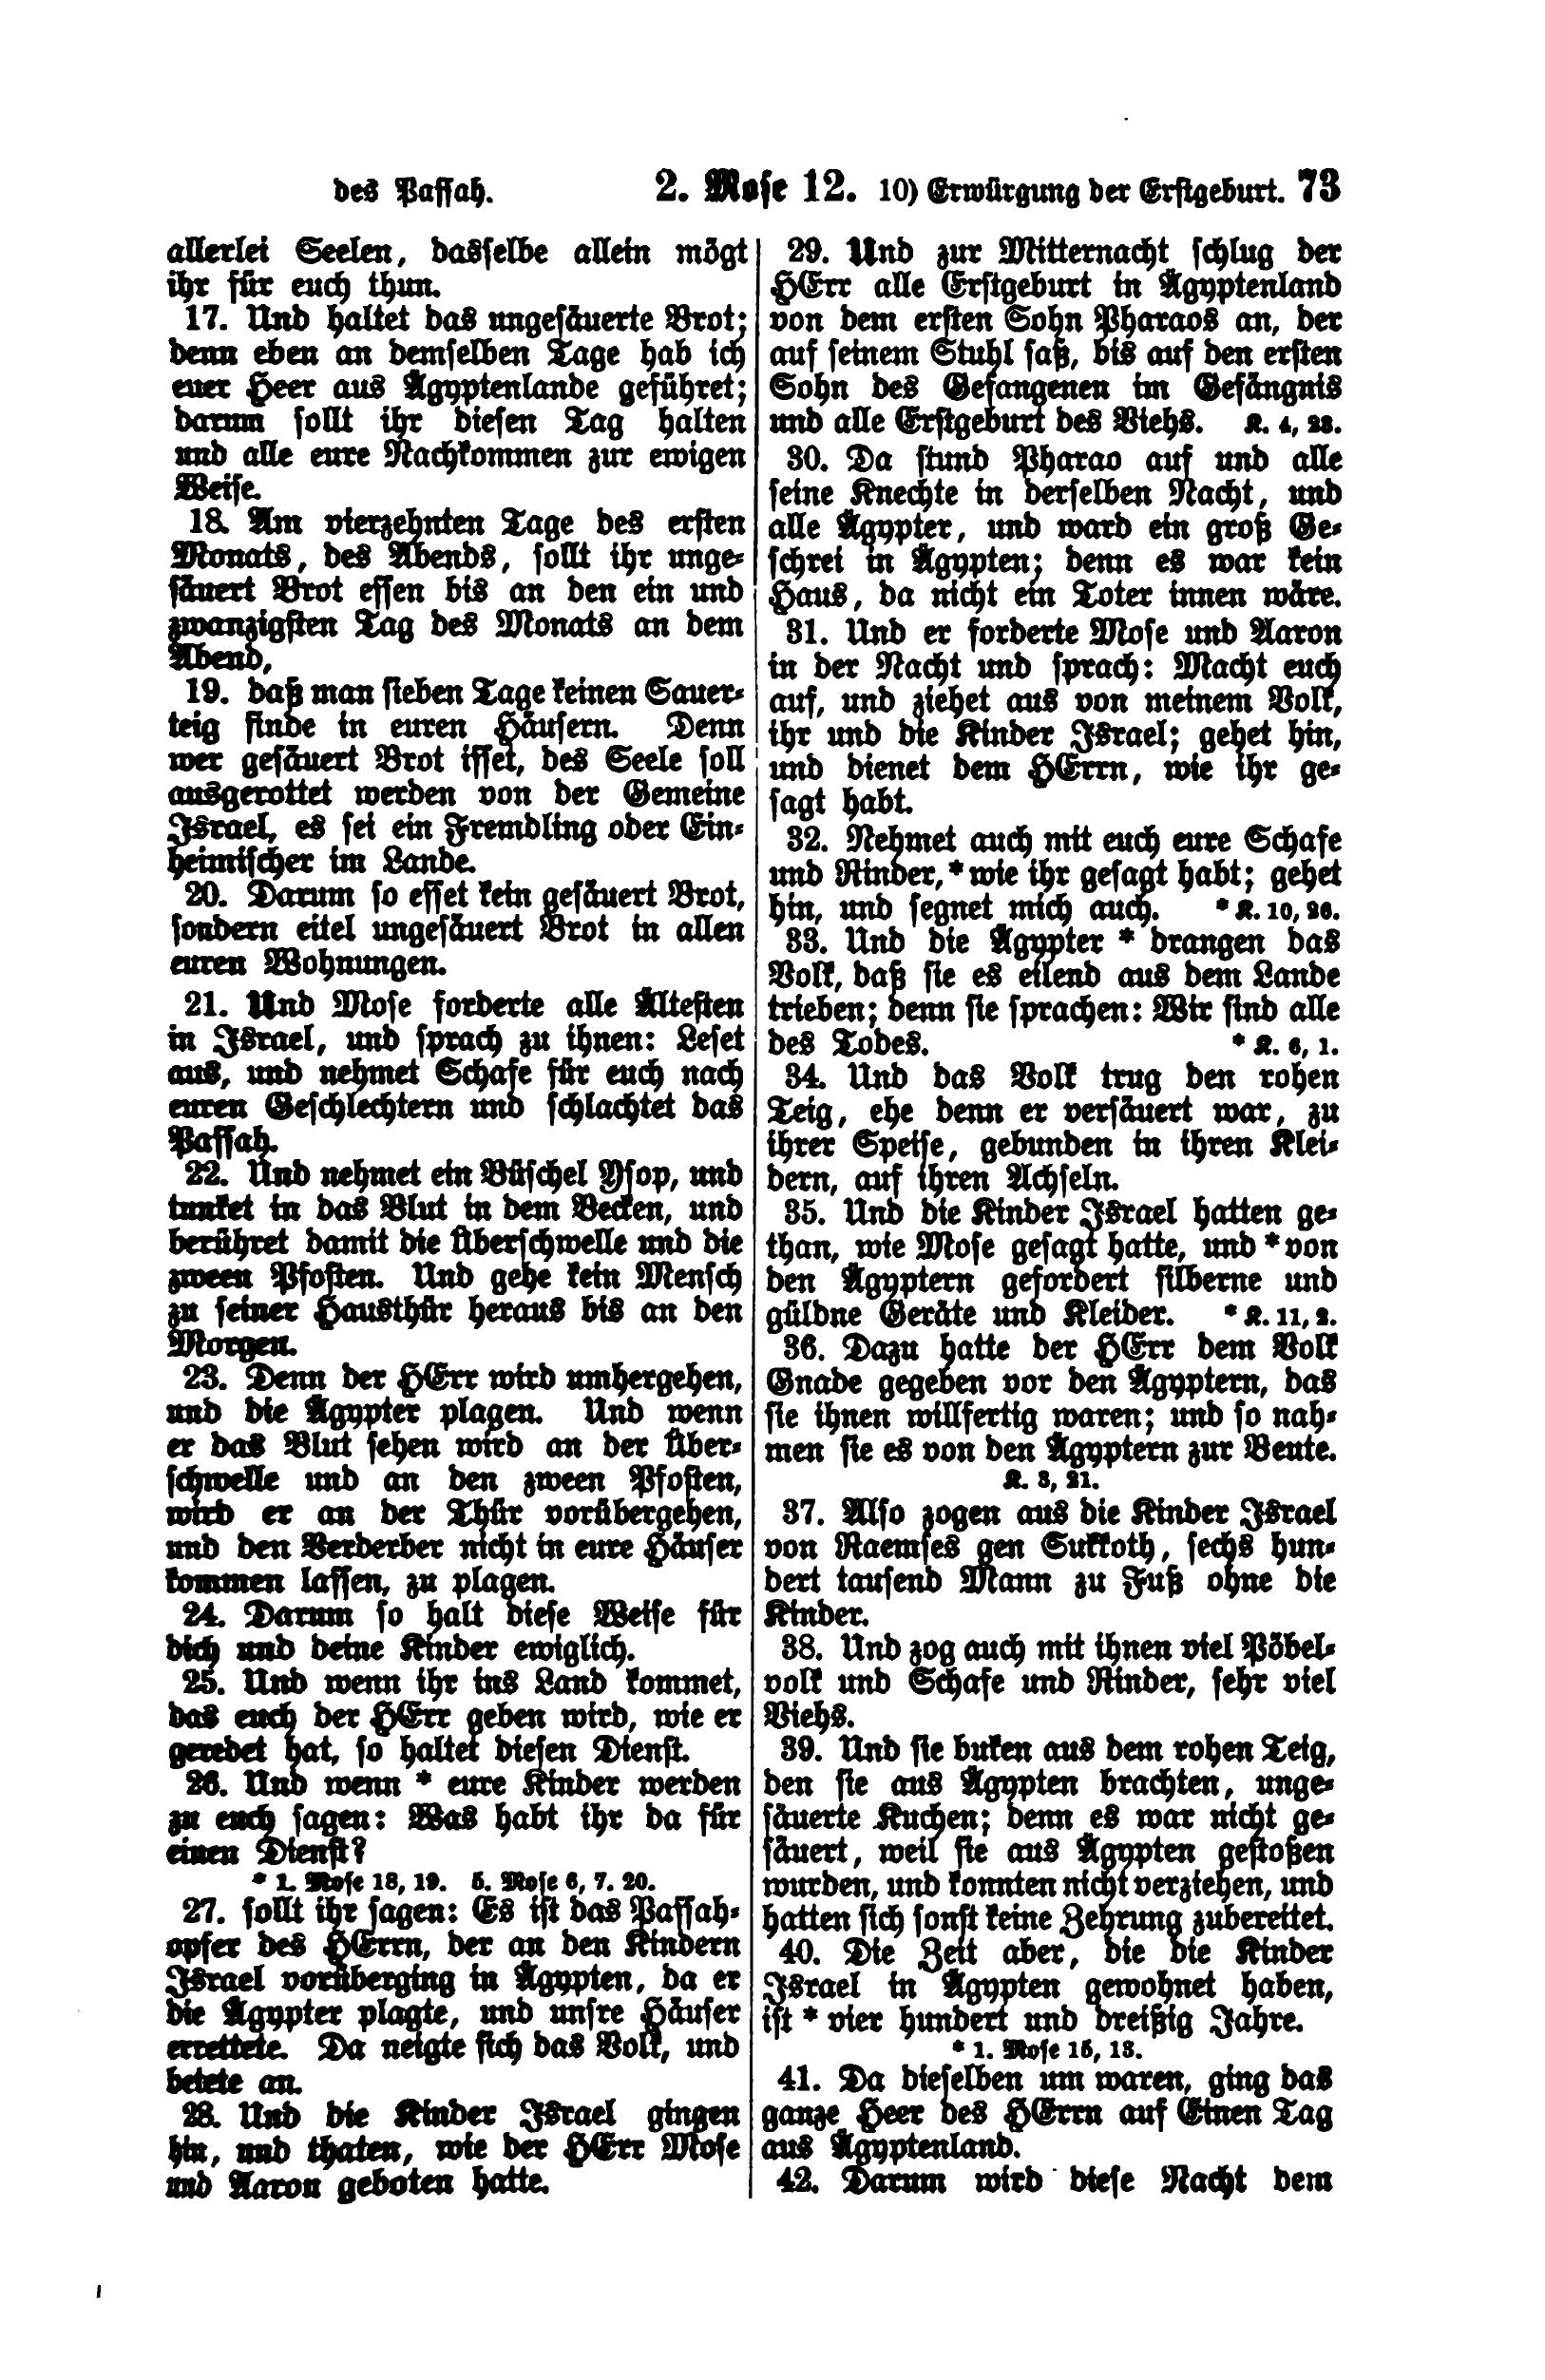 des Passah. 2. Mose 12. 10) Erwürgung der Erstgeburt. 73
allerlei Seelen, dasselbe allein mögt
ihr für euch thun.
17. Und haltet das ungesäuerte Brot;
denn eben an demselben Tage hab ich
euer Heer aus Ägyptenlande geführet;
darum sollt ihr diesen Tag halten
und alle eure Nachkommen zur ewigen
Weise.
18. Am vierzehnten Tage des ersten
Monats, des Abends, sollt ihr unge-
säuert Brot essen bis an den ein und
zwanzigsten Tag des Monats an dem
Abend,
19. daß man sieben Tage keinen Sauer-
teig finde in euren Häusern. Denn
wer gesäuert Brot isset, des Seele soll
ausgerottet werden von der Gemeine
Israel, es sei ein Fremdling oder Ein-
heimischer im Lande.
20. Darum so esset kein gesäuert Brot,
sondern eitel ungesäuert Brot in allen
euren Wohnungen.
21. Und Mose forderte alle Ältesten
in Israel, und sprach zu ihnen: Leset
aus, und nehmet Schafe für euch nach
euren Geschlechtern und schlachtet das
Passah.
22. Und nehmet ein Büschel Ysop, und
tunket in das Blut in dem Becken, und
berühret damit die Überschwelle und die
zween Pfosten. Und gehe kein Mensch
zu seiner Hausthür heraus bis an den
Morgen.
23. Denn der HErr wird umhergehen,
und die Ägypter plagen. Und wenn
er das Blut sehen wird an der Über-
schwelle und an den zween Pfosten,
wird er an der Thür vorübergehen,
und den Verderber nicht in eure Häuser
kommen lassen, zu plagen.
24. Darum so halt diese Weise für
dich und deine Kinder ewiglich.
25. Und wenn ihr ins Land kommet,
das euch der HErr geben wird, wie er
geredet hat, so haltet diesen Dienst.
26. Und wenn * eure Kinder werden
zu euch sagen: Was habt ihr da für
einen Dienst?
* 1. Mose 18, 19. 5. Mose 6, 7. 20.
27. sollt ihr sagen: Es ist das Passah-
opfer des HErrn, der an den Kindern
Israel vorüberging in Ägypten, da er
die Ägypter plagte, und unsre Häuser
errettete. Da neigte sich das Volk, und
betete an.
28. Und die Kinder Israel gingen
hin, und thaten, wie der HErr Mose
und Aaron geboten hatte.
29. Und zur Mitternacht schlug der
HErr alle Erstgeburt in Ägyptenland
von dem ersten Sohn Pharaos an, der
auf seinem Stuhl saß, bis auf den ersten
Sohn des Gefangenen im Gefängnis
und alle Erstgeburt des Viehs. K. 4, 23.
30. Da stund Pharao auf und alle
seine Knechte in derselben Nacht, und
alle Ägypter, und ward ein groß Ge-
schrei in Ägypten; denn es war kein
Haus, da nicht ein Toter innen wäre.
31. Und er forderte Mose und Aaron
in der Nacht und sprach: Macht euch
auf, und ziehet aus von meinem Volk,
ihr und die Kinder Israel; gehet hin,
und dienet dem HErrn, wie ihr ge-
sagt habt.
32. Nehmet auch mit euch eure Schafe
und Rinder, * wie ihr gesagt habt; gehet
hin, und segnet mich auch. * K. 10, 26.
33. Und die Ägypter * drangen das
Volk, daß sie es eilend aus dem Lande
trieben; denn sie sprachen: Wir sind alle
des Todes. * K. 6, 1.
34. Und das Volk trug den rohen
Teig, ehe denn er versäuert war, zu
ihrer Speise, gebunden in ihren Klei-
dern, auf ihren Achseln.
35. Und die Kinder Israel hatten ge-
than, wie Mose gesagt hatte, und * von
den Ägyptern gefordert silberne und
güldne Geräte und Kleider. * K. 11, 2.
36. Dazu hatte der HErr dem Volk
Gnade gegeben vor den Ägyptern, das
sie ihnen willfertig waren; und so nah-
men sie es von den Ägyptern zur Beute.
K. 3, 21.
37. Also zogen aus die Kinder Israel
von Raemses gen Sukkoth, sechs hun-
dert tausend Mann zu Fuß ohne die
Kinder.
38. Und zog auch mit ihnen viel Pöbel-
volk und Schafe und Rinder, sehr viel
Viehs.
39. Und sie buken aus dem rohen Teig,
den sie aus Ägypten brachten, unge-
säuerte Kuchen; denn es war nicht ge-
säuert, weil sie aus Ägypten gestoßen
wurden, und konnten nicht verziehen, und
hatten sich sonst keine Zehrung zubereitet.
40. Die Zeit aber, die die Kinder
Israel in Ägypten gewohnet haben,
ist * vier hundert und dreißig Jahre.
* 1. Mose 15, 13.
41. Da dieselben um waren, ging das
ganze Heer des HErrn auf Einen Tag
aus Ägyptenland.
42. Darum wird diese Nacht dem